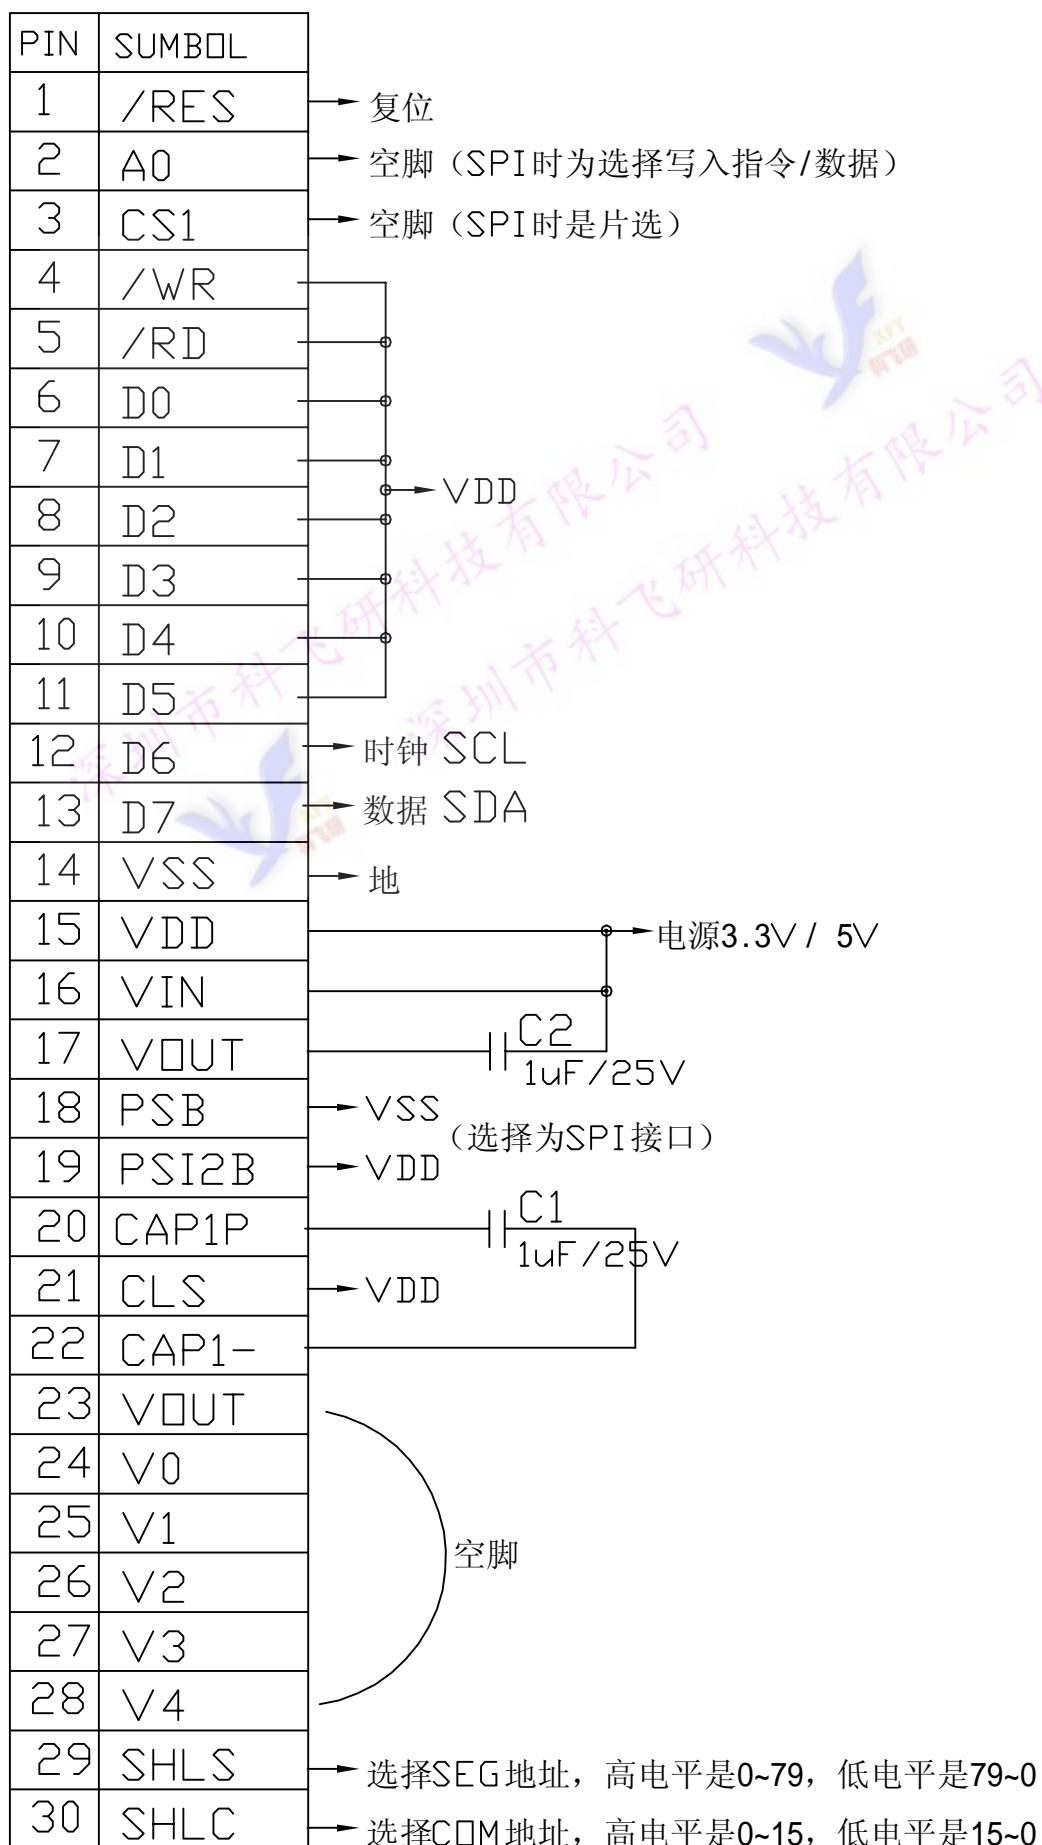 PIN SUMBOL
1 /RES 复位
2 A0 空脚（SPI时为选择写入指令/数据）
3 CS1 空脚（SPI时是片选）
4 /WR
5 /RD
6 D0
7 D1
VDD
8 D2
9 D3
10 D4
11 D5
12 D6 时钟 SCL
13 D7 数据 SDA
14 VSS 地
15 VDD 电源3.3V / 5V
16 VIN
17 VOUT C2
1uF/25V
18 PSB VSS
（选择为SPI接口）
19 PSI2B VDD
20 CAP1P C1
1uF/25V
21 CLS VDD
22 CAP1-
23 VOUT
24 V0
25 V1
空脚
26 V2
27 V3
28 V4
29 SHLS 选择SEG地址，高电平是0~79，低电平是79~0
30 SHLC 选择COM地址，高电平是0~15，低电平是15~0
深圳市科飞研科技有限公司
深圳市科飞研科技有限公司
KFY
科飞研
KFY
科飞研